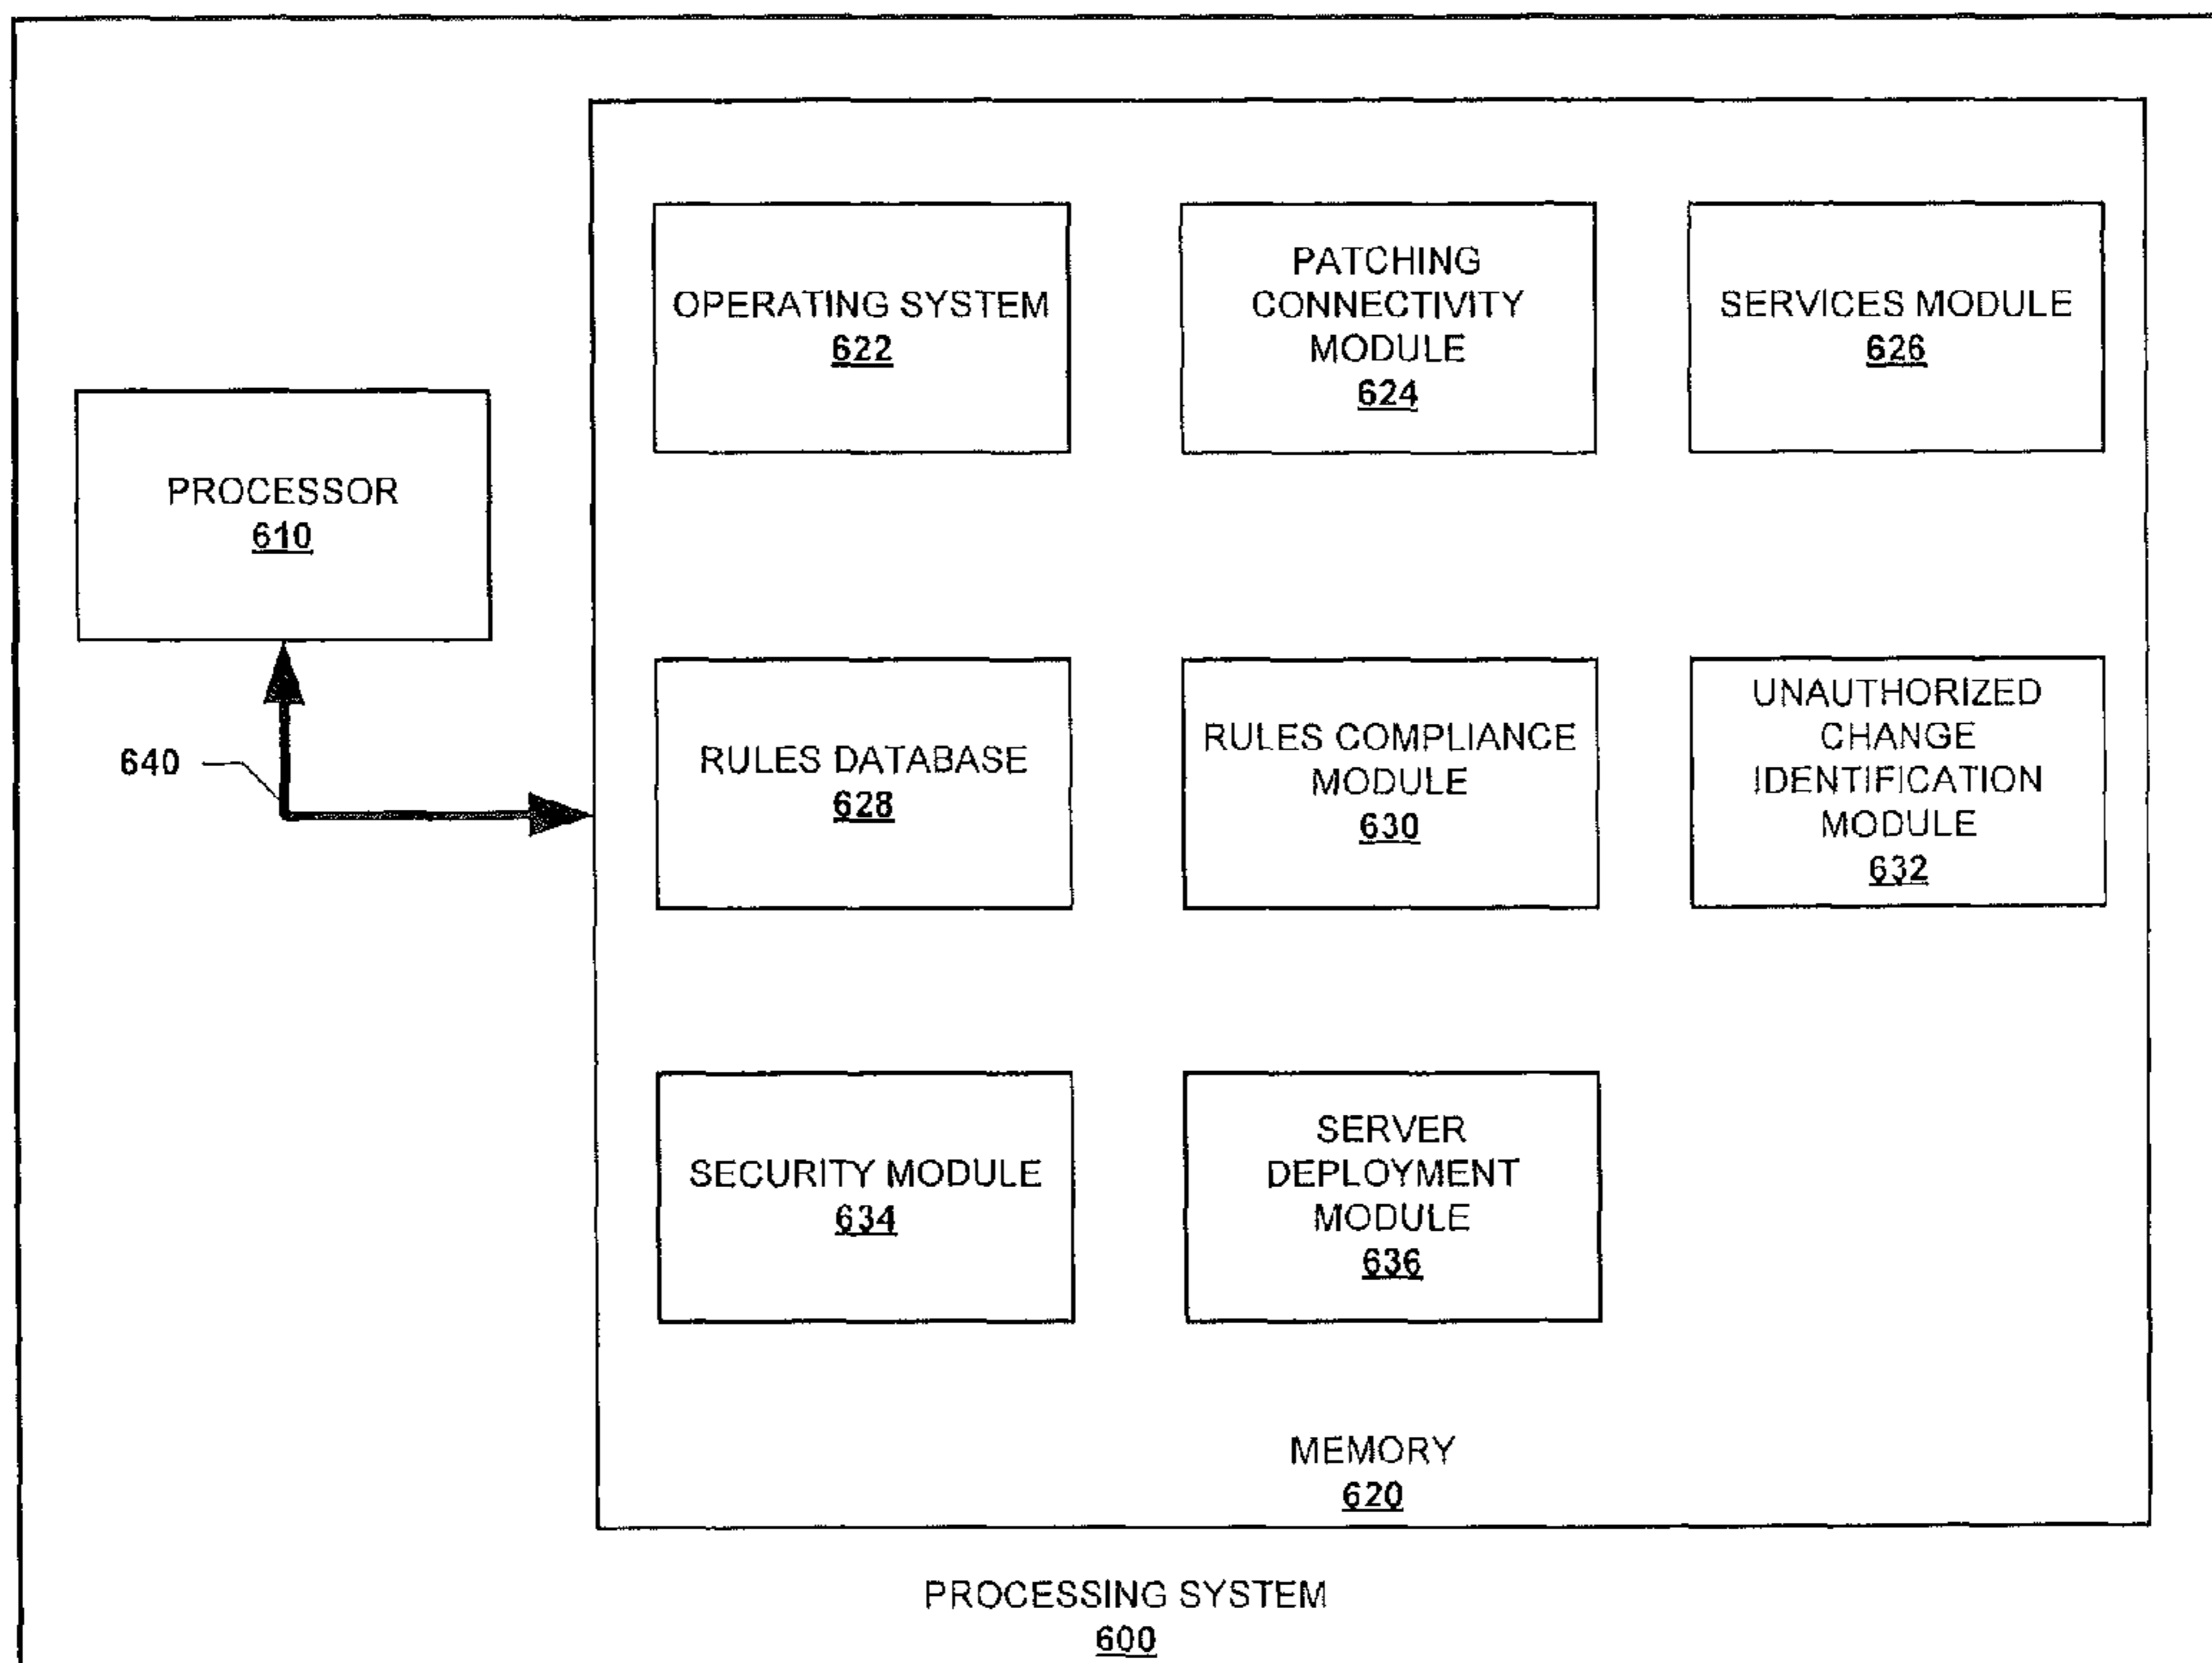 OPERATING SYSTEM
622
PATCHING
CONNECTIVITY
MODULE
624
SERVICES MODULE
626
PROCESSOR
610
640
RULES DATABASE
628
RULES COMPLIANCE
MODULE
630
UNAUTHORIZED
CHANGE
IDENTIFICATION
MODULE
632
SECURITY MODULE
634
SERVER
DEPLOYMENT
MODULE
636
MEMORY
620
PROCESSING SYSTEM
600